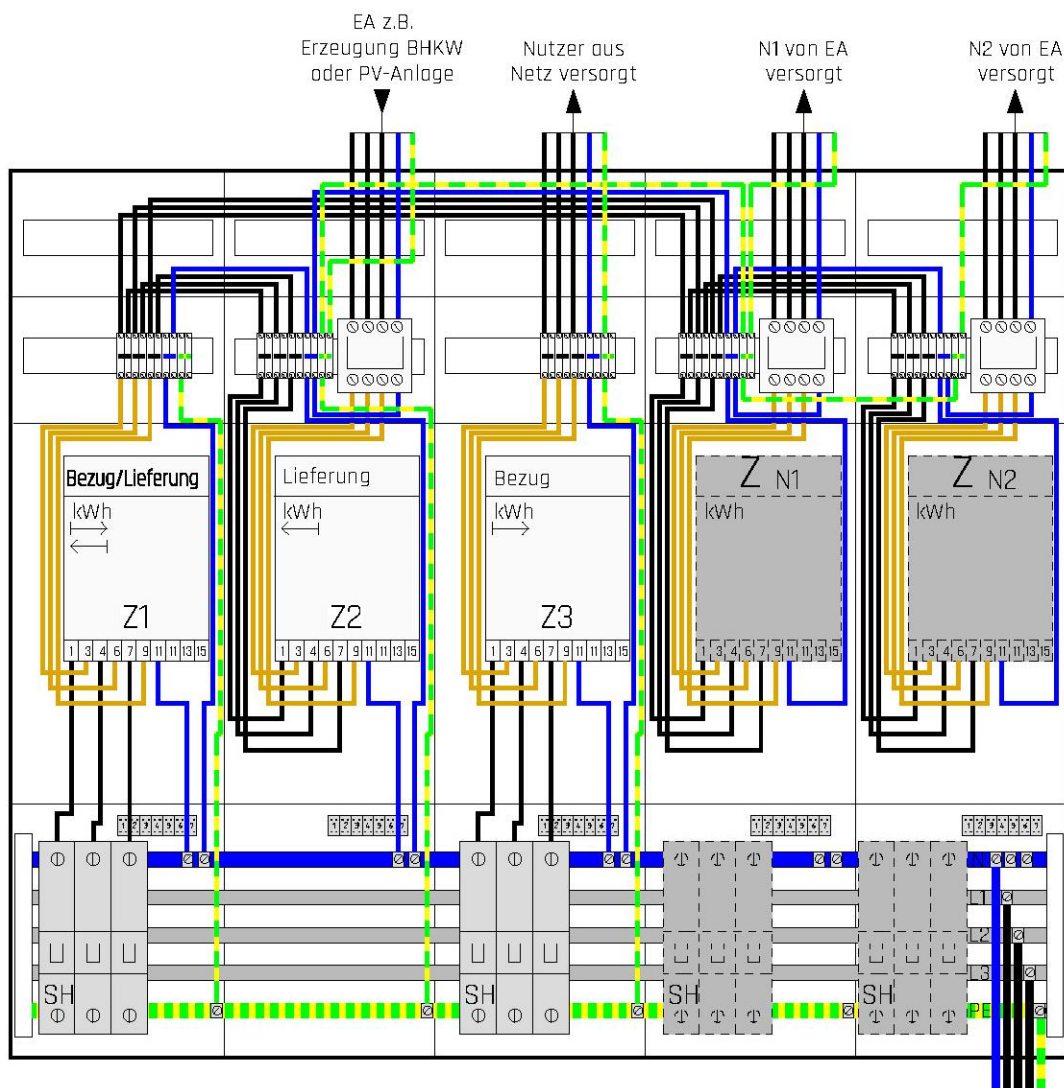 EA z.B.
Erzeugung BHKW
oder PV-Anlage
Nutzer aus
Netz versorgt
N1 von EA
versorgt
N2 von EA
versorgt
Bezug/Lieferung
kWh
Z1
1 3 4 6 7 9 11 11 13 15
Lieferung
kWh
Z2
1 3 4 6 7 9 11 11 13 15
Bezug
kWh
Z3
1 3 4 6 7 9 11 11 13 15
Z N1
kWh
1 3 4 6 7 9 11 11 13 15
Z N2
kWh
1 3 4 6 7 9 11 11 13 15
N
L1
L2
L3
SH
SH
SH
SH
PE